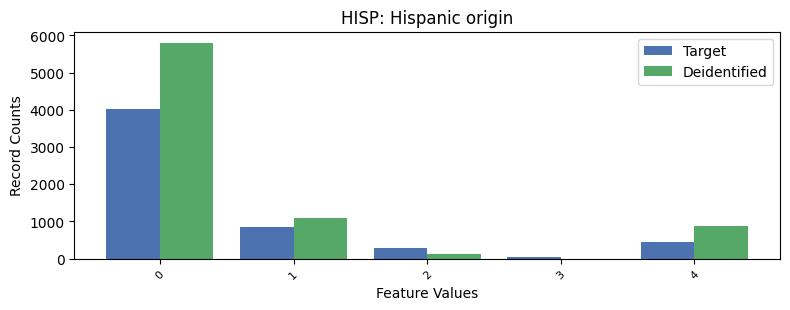 HISP: Hispanic origin
Target
Deidentified
Record Counts
6000
5000
4000
3000
2000
1000
0
0 1 2 3 4
Feature Values